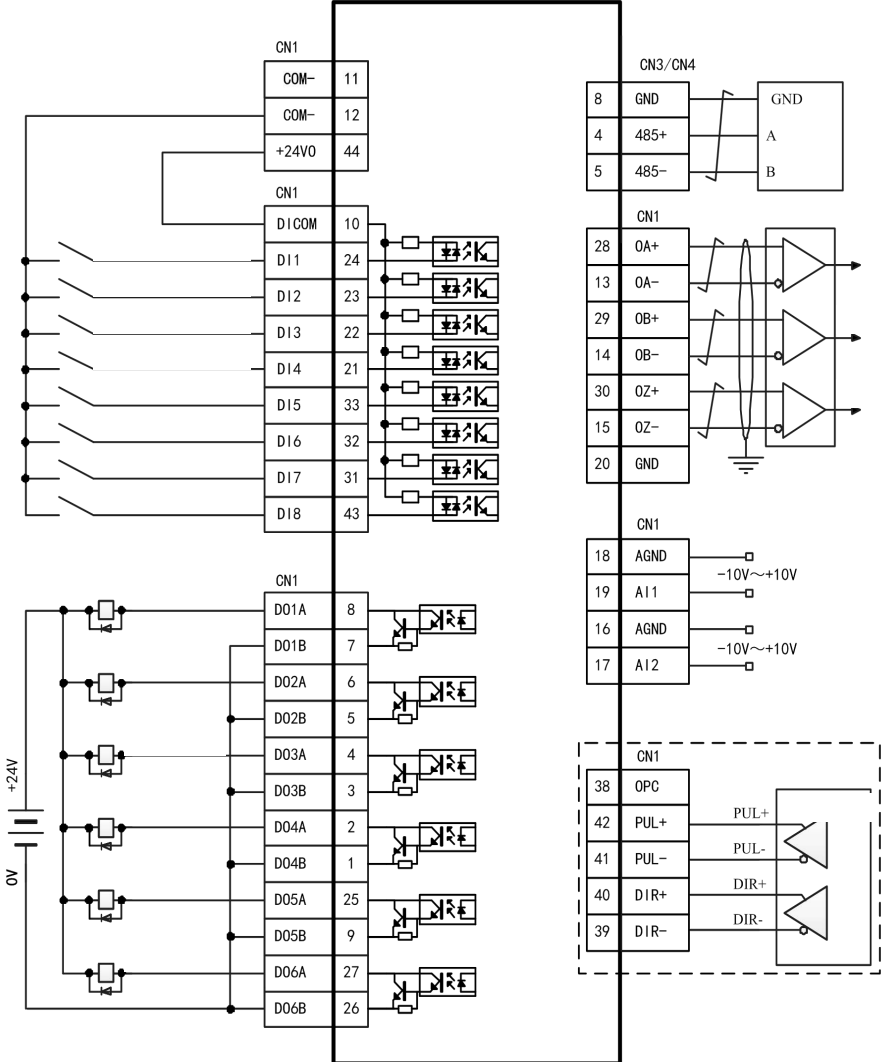 CN1
COM- 11
COM- 12
+24VO 44
CN1
DICOM 10
DI1 24
DI2 23
DI3 22
DI4 21
DI5 33
DI6 32
DI7 31
DI8 43
CN1
DO1A 8
DO1B 7
DO2A 6
DO2B 5
DO3A 4
DO3B 3
DO4A 2
DO4B 1
DO5A 25
DO5B 9
DO6A 27
DO6B 26
+24V
0V
CN3/CN4
8 GND GND
4 485+ A
5 485- B
CN1
28 OA+
13 OA-
29 OB+
14 OB-
30 OZ+
15 OZ-
20 GND
CN1
18 AGND
-10V~+10V
19 AI1
16 AGND
-10V~+10V
17 AI2
CN1
38 OPC
42 PUL+ PUL+
41 PUL- PUL-
40 DIR+ DIR+
39 DIR- DIR-